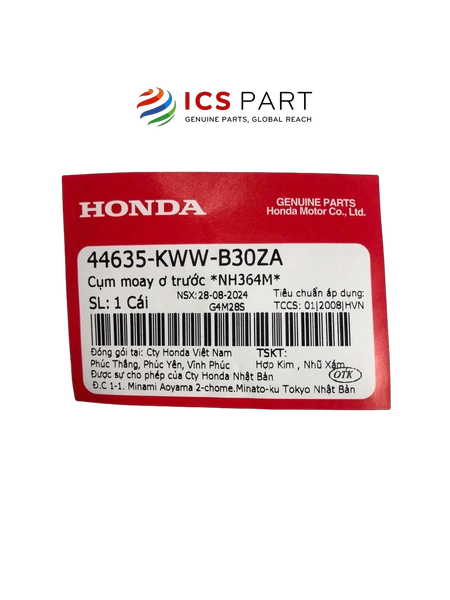 ICS PART
GENUINE PARTS, GLOBAL REACH
HONDA
GENUINE PARTS
Honda Motor Co., Ltd.
44635-KWW-B30ZA
Cụm moay ơ trước *NH364M*
SL: 1 Cái
NSX:28-08-2024
G4M28S
Tiêu chuẩn áp dụng:
TCCS: 01|2008|HVN
Đóng gói tại: Cty Honda Việt Nam
Phúc Thắng, Phúc Yên, Vĩnh Phúc
Được sự cho phép của Cty Honda Nhật Bản
Đ.C 1-1. Minami Aoyama 2-chome.Minato-ku Tokyo Nhật Bản
TSKT:
Hợp Kim , Nhũ Xám
OTK